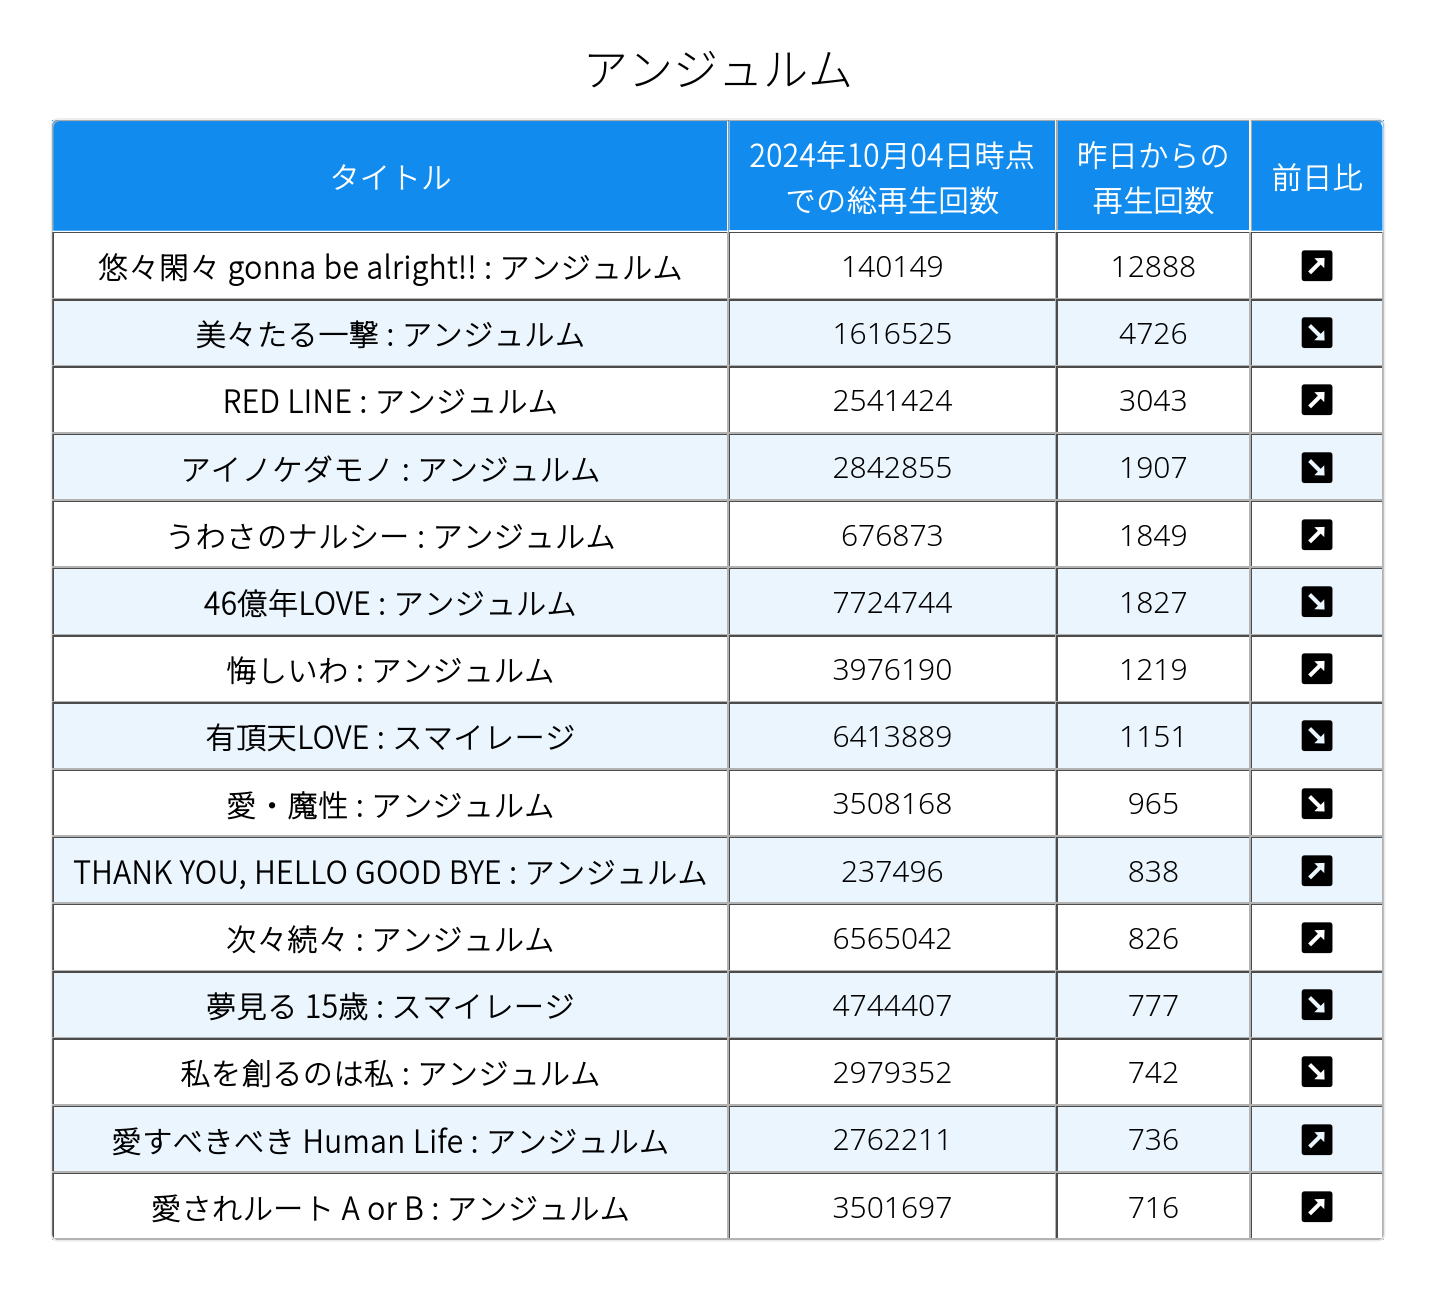 アンジュルム
タイトル 2024年10月04日時点での総再生回数 昨日からの再生回数 前日比
悠々閑々 gonna be alright!! : アンジュルム 140149 12888 ↗
美々たる一撃 : アンジュルム 1616525 4726 ↘
RED LINE : アンジュルム 2541424 3043 ↗
アイノケダモノ : アンジュルム 2842855 1907 ↘
うわさのナルシー : アンジュルム 676873 1849 ↗
46億年LOVE : アンジュルム 7724744 1827 ↘
悔しいわ : アンジュルム 3976190 1219 ↗
有頂天LOVE : スマイレージ 6413889 1151 ↘
愛・魔性 : アンジュルム 3508168 965 ↘
THANK YOU, HELLO GOOD BYE : アンジュルム 237496 838 ↗
次々続々 : アンジュルム 6565042 826 ↗
夢見る 15歳 : スマイレージ 4744407 777 ↘
私を創るのは私 : アンジュルム 2979352 742 ↘
愛すべきべき Human Life : アンジュルム 2762211 736 ↗
愛されルート A or B : アンジュルム 3501697 716 ↗